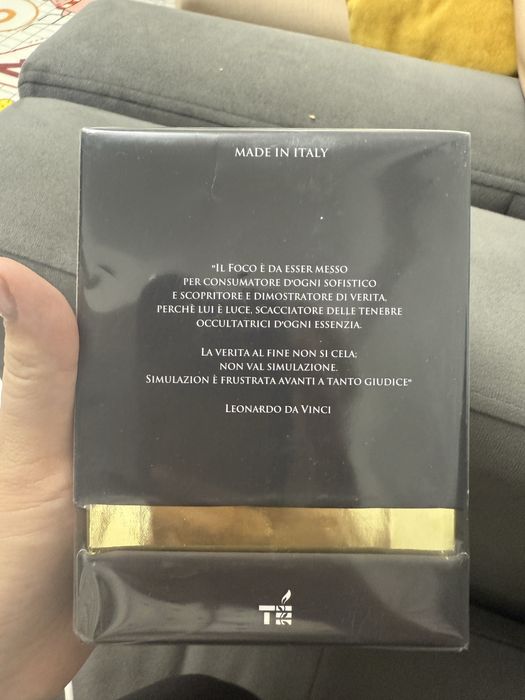 MADE IN ITALY
"IL FOCO È DA ESSER MESSO
PER CONSUMATORE D'OGNI SOFISTICO
E SCOPRITORE E DIMOSTRATORE DI VERITA,
PERCHÈ LUI È LUCE, SCACCIATORE DELLE TENEBRE
OCCULTATRICI D'OGNI ESSENZIA.
LA VERITA AL FINE NON SI CELA;
NON VAL SIMULAZIONE.
SIMULAZION È FRUSTRATA AVANTI A TANTO GIUDICE"
LEONARDO DA VINCI